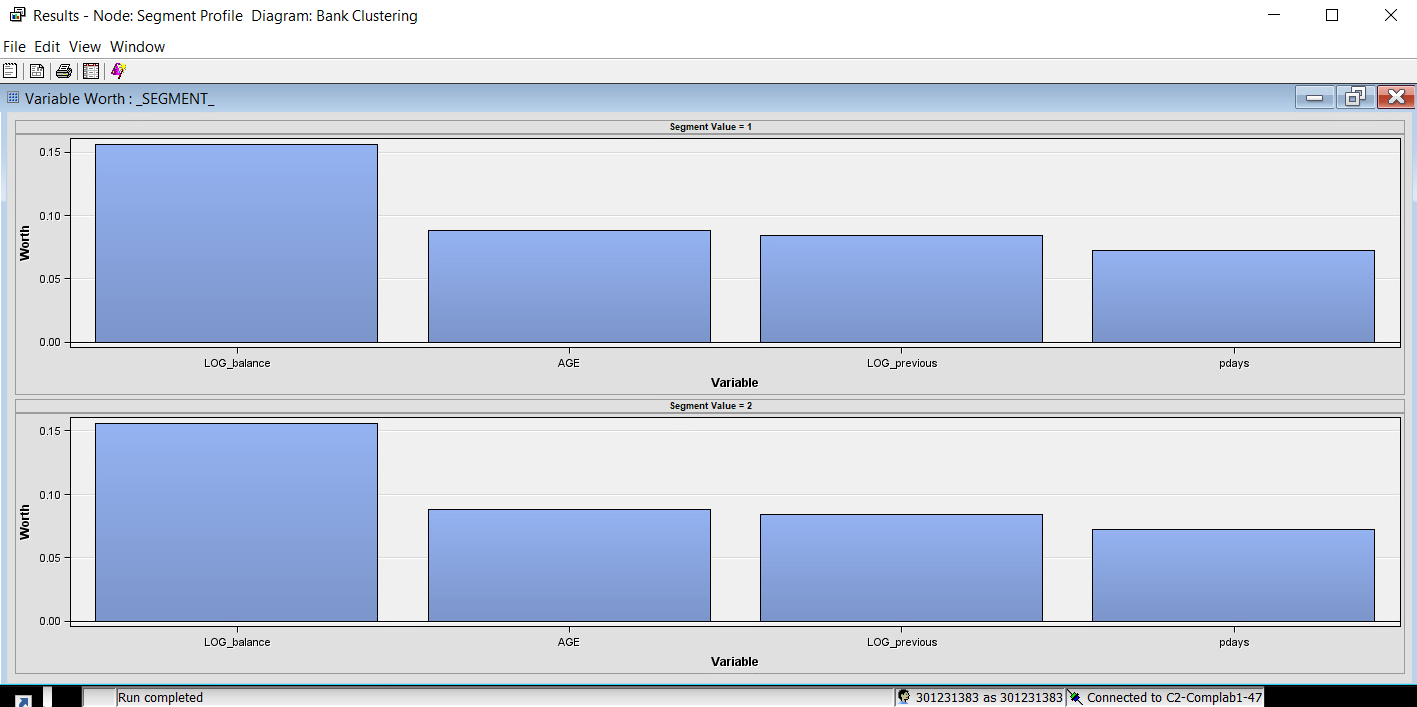 Results - Node: Segment Profile  Diagram: Bank Clustering
File Edit View Window
Variable Worth : _SEGMENT_
Segment Value = 1
0.15
0.10
0.05
0.00
Worth
LOG_balance AGE LOG_previous pdays
Variable
Segment Value = 2
0.15
0.10
0.05
0.00
Worth
LOG_balance AGE LOG_previous pdays
Variable
Run completed 301231383 as 301231383 Connected to C2-Complab1-47